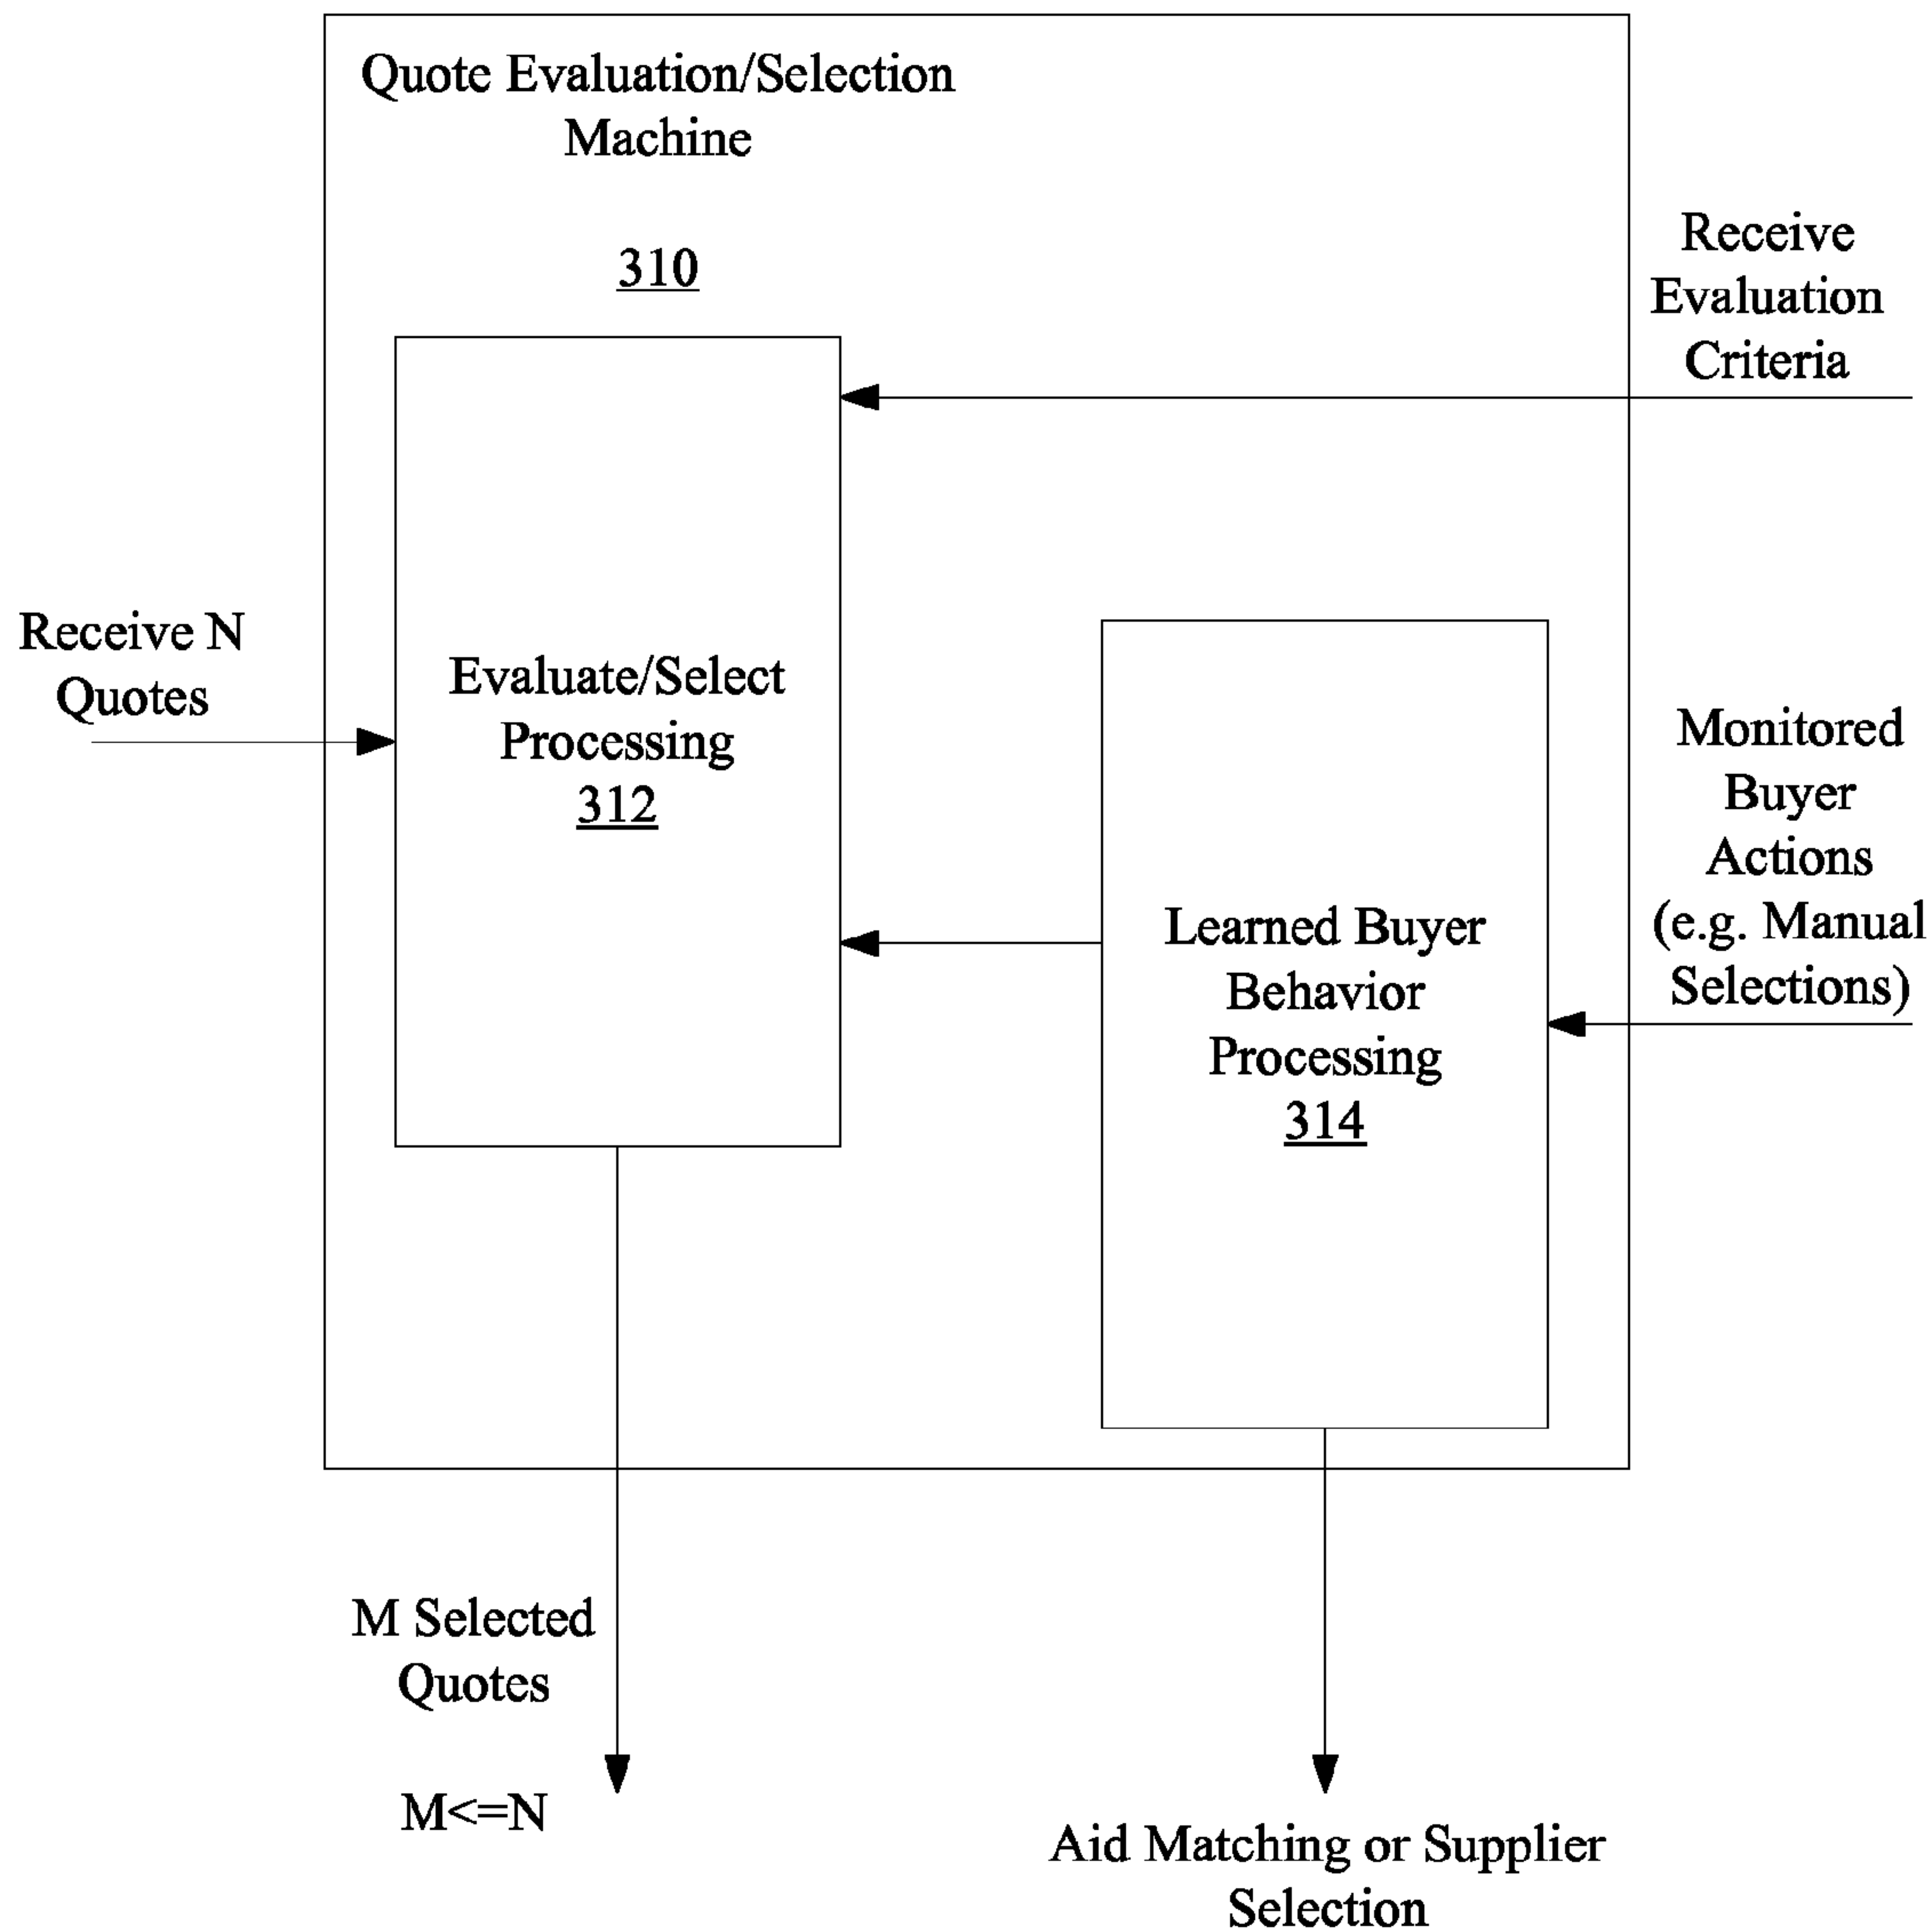 Quote Evaluation/Selection
Machine
310
Receive
Evaluation
Criteria
Receive N
Quotes
Evaluate/Select
Processing
312
Monitored
Buyer
Actions
(e.g. Manual
Selections)
Learned Buyer
Behavior
Processing
314
M Selected
Quotes
M<=N
Aid Matching or Supplier
Selection